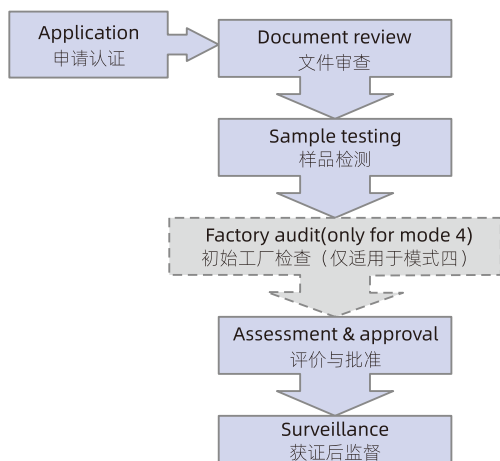 Application
申请认证
Document review
文件审查
Sample testing
样品检测
Factory audit(only for mode 4)
初始工厂检查（仅适用于模式四）
Assessment & approval
评价与批准
Surveillance
获证后监督